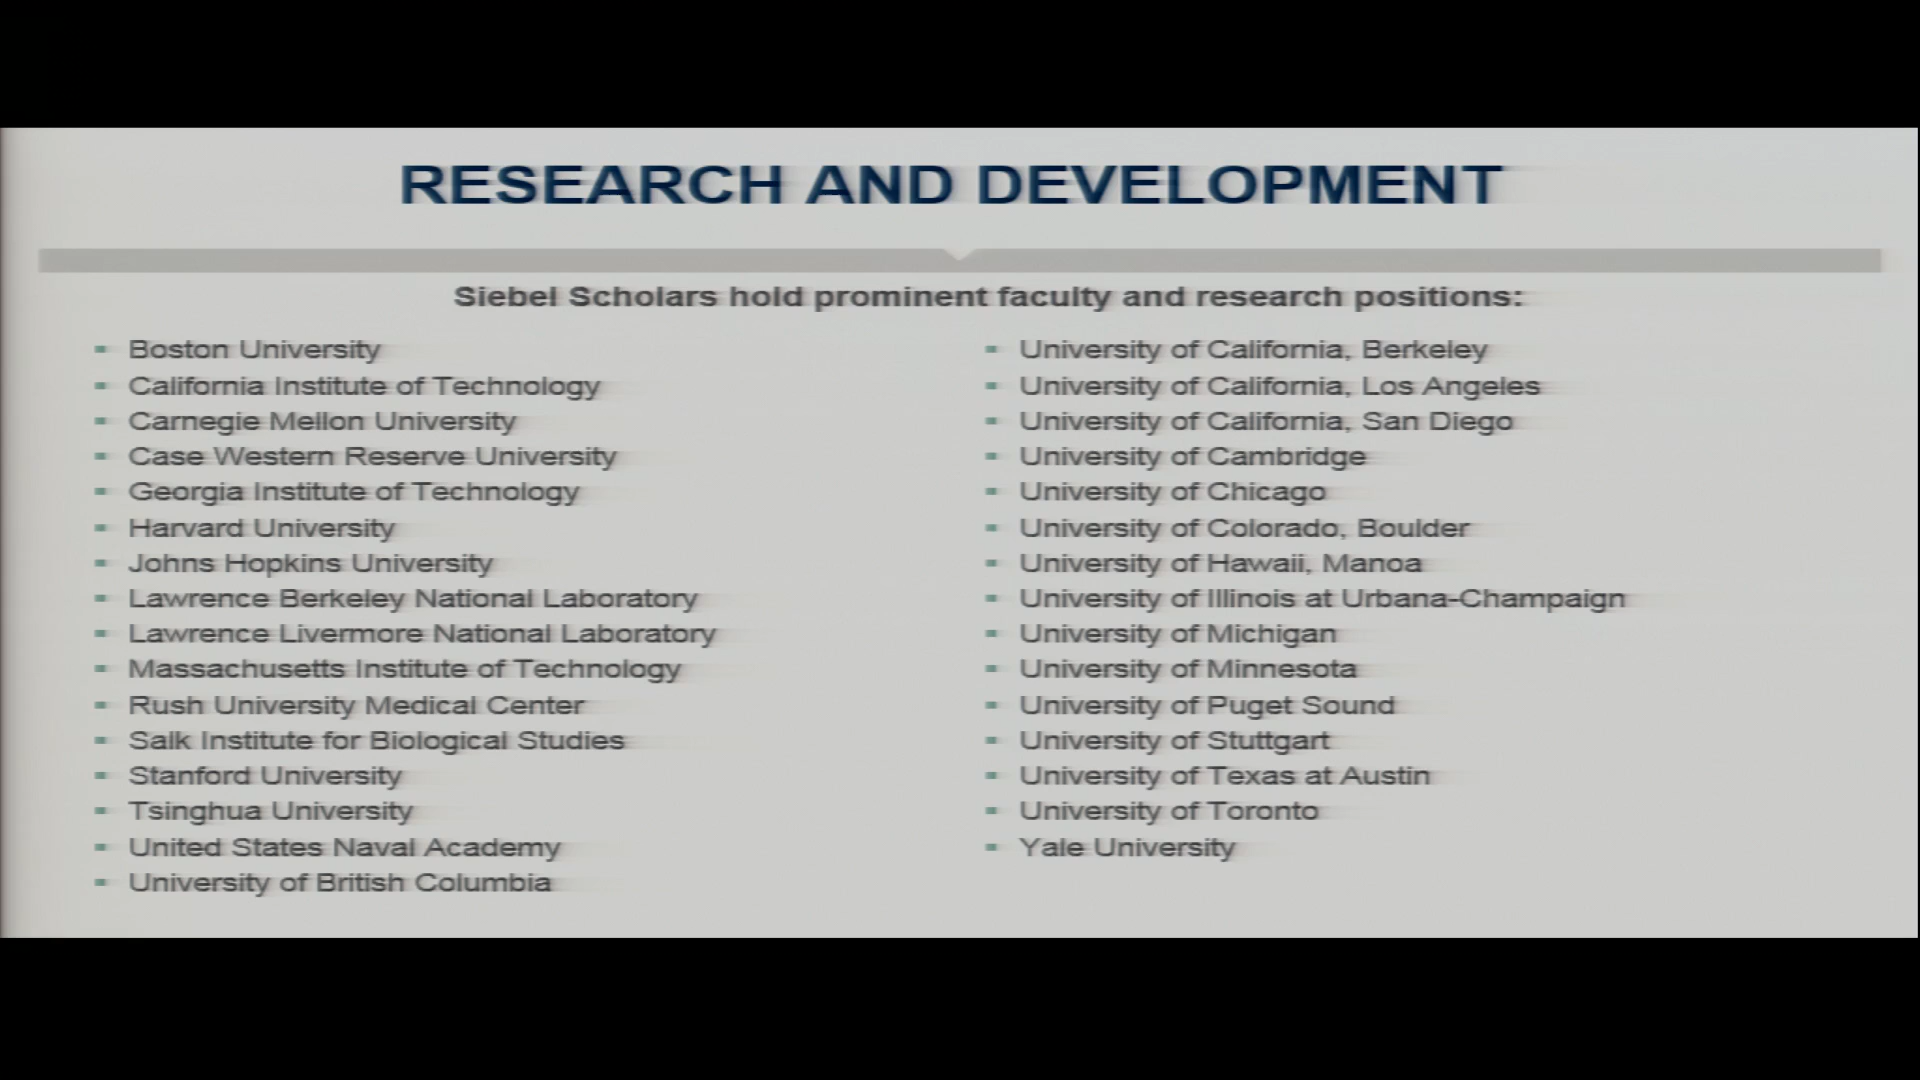 RESEARCH AND DEVELOPMENT
Siebel Scholars hold prominent faculty and research positions:
Boston University
California Institute of Technology
Carnegie Mellon University
Case Western Reserve University
Georgia Institute of Technology
Harvard University
Johns Hopkins University
Lawrence Berkeley National Laboratory
Lawrence Livermore National Laboratory
Massachusetts Institute of Technology
Rush University Medical Center
Salk Institute for Biological Studies
Stanford University
Tsinghua University
United States Naval Academy
University of British Columbia
University of California, Berkeley
University of California, Los Angeles
University of California, San Diego
University of Cambridge
University of Chicago
University of Colorado, Boulder
University of Hawaii, Manoa
University of Illinois at Urbana-Champaign
University of Michigan
University of Minnesota
University of Puget Sound
University of Stuttgart
University of Texas at Austin
University of Toronto
Yale University